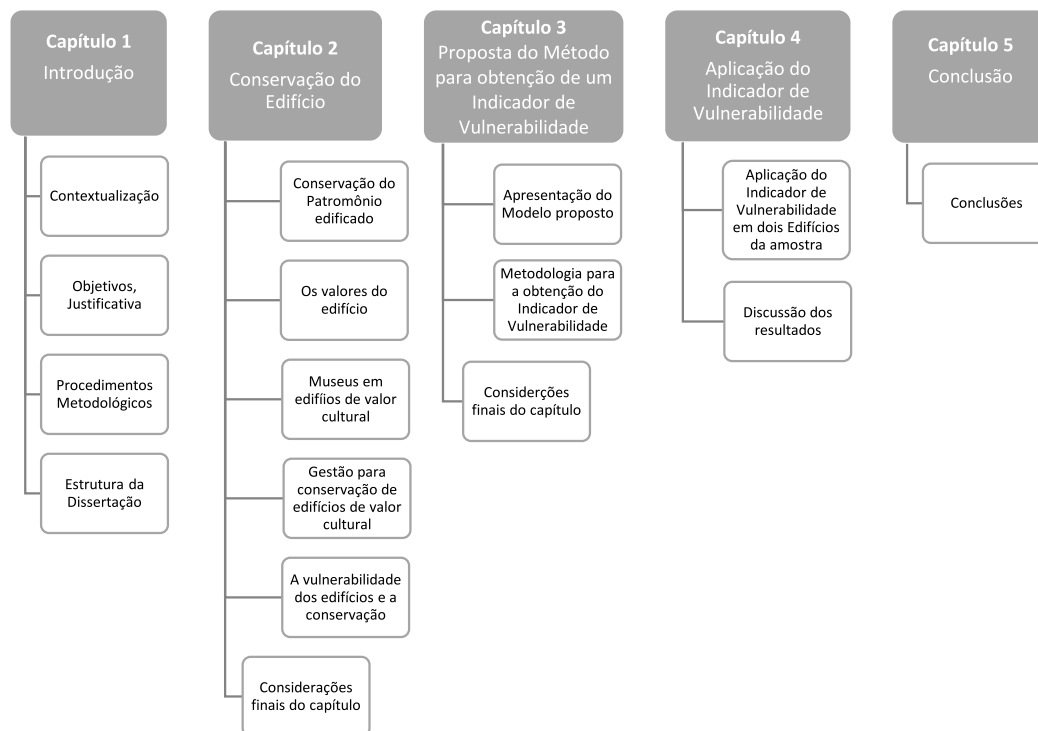 Capítulo 1
Introdução
Contextualização
Objetivos,
Justificativa
Procedimentos
Metodológicos
Estrutura da
Dissertação
Capítulo 2
Conservação do
Edifício
Conservação do
Patromônio
edificado
Os valores do
edifício
Museus em
edifíios de valor
cultural
Gestão para
conservação de
edifícios de valor
cultural
A vulnerabilidade
dos edifícios e a
conservação
Considerações
finais do capítulo
Capítulo 3
Proposta do Método
para obtenção de um
Indicador de
Vulnerabilidade
Apresentação do
Modelo proposto
Metodologia para
a obtenção do
Indicador de
Vulnerabilidade
Considerções
finais do capítulo
Capítulo 4
Aplicação do
Indicador de
Vulnerabilidade
Aplicação do
Indicador de
Vulnerabilidade
em dois Edifícios
da amostra
Discussão dos
resultados
Capítulo 5
Conclusão
Conclusões